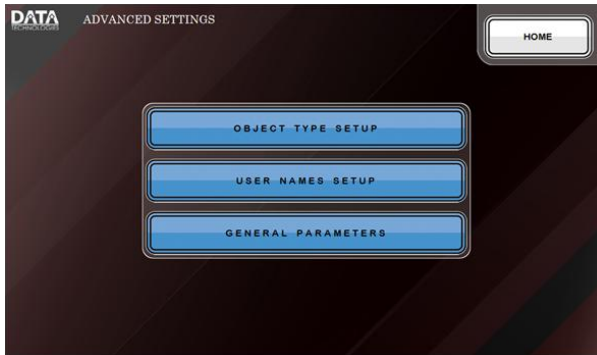 DATA
TECHNOLOGIES
ADVANCED SETTINGS
HOME
OBJECT TYPE SETUP
USER NAMES SETUP
GENERAL PARAMETERS